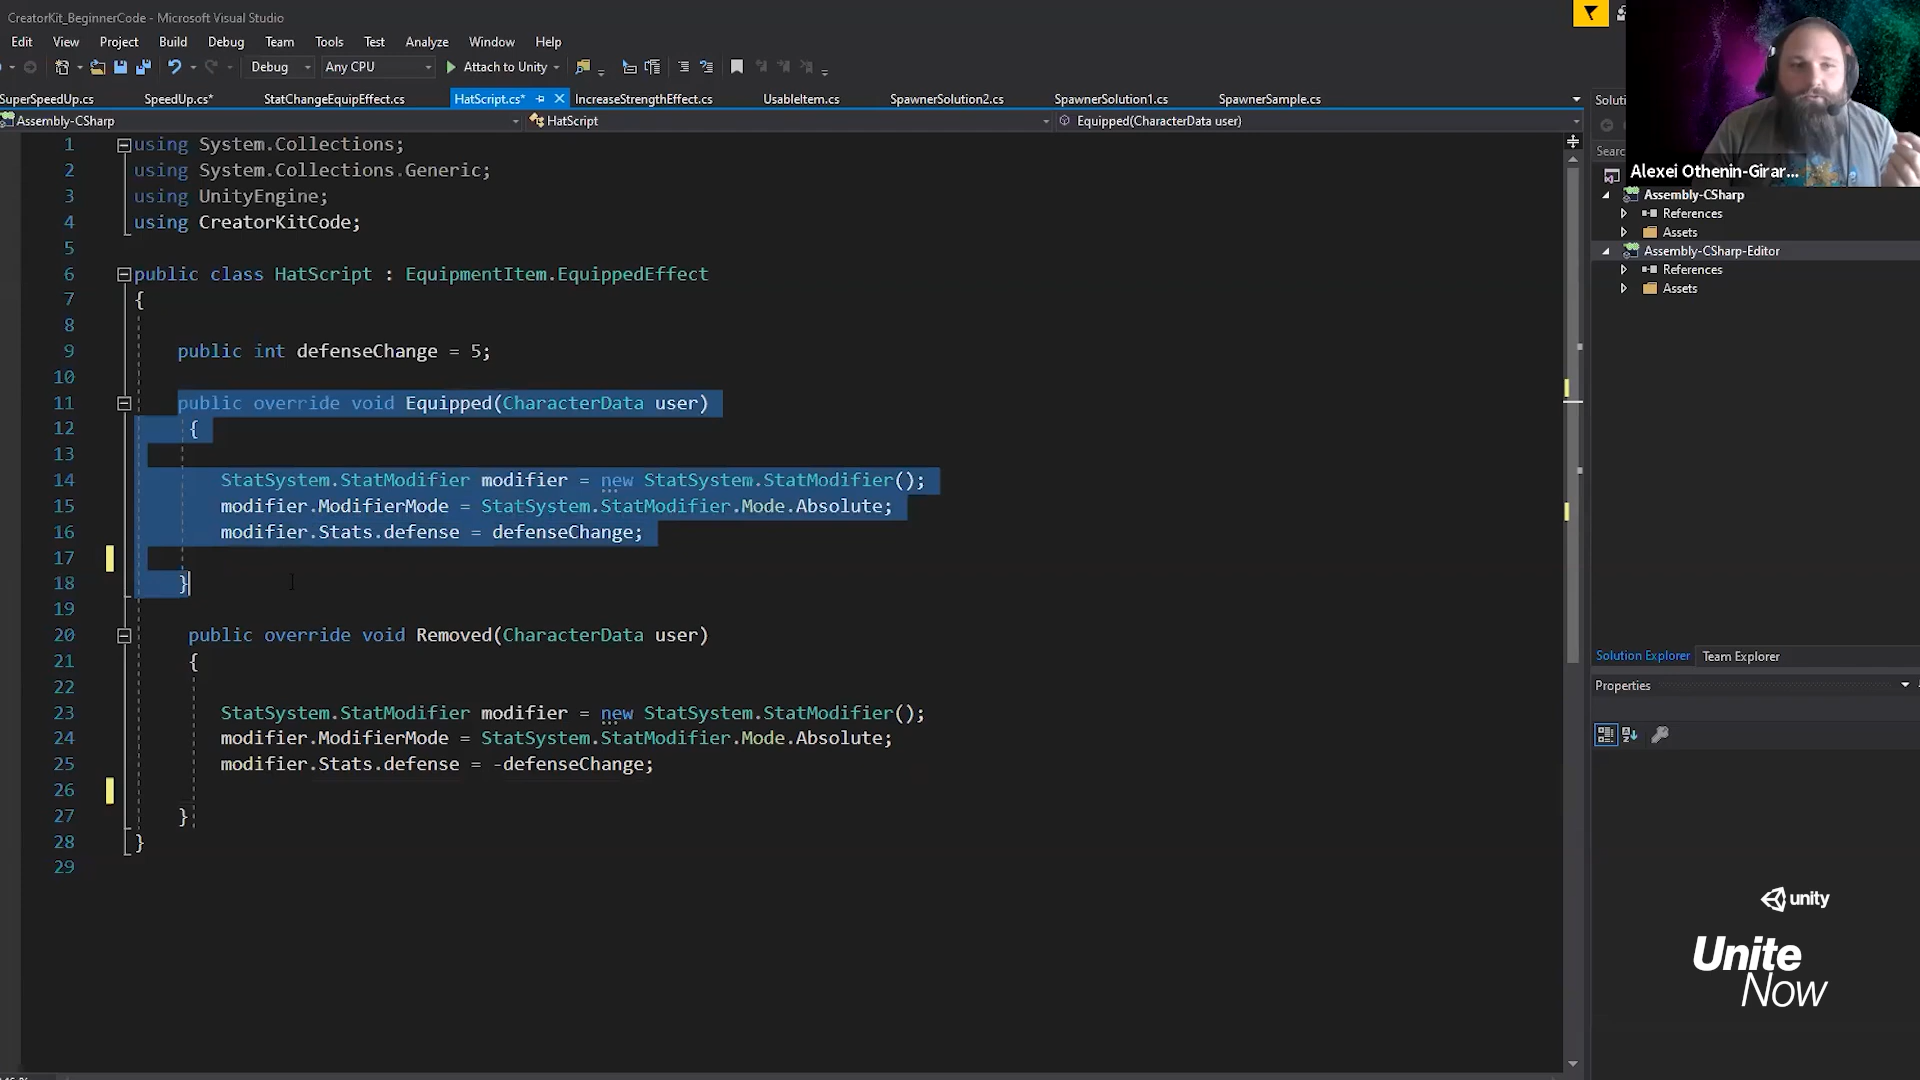 CreatorKit_BeginnerCode - Microsoft Visual Studio
Edit View Project Build Debug Team Tools Test Analyze Window Help
Debug Any CPU Attach to Unity
SuperSpeedUp.cs SpeedUp.cs* StatChangeEquipEffect.cs HatScript.cs* IncreaseStrengthEffect.cs UsableItem.cs SpawnerSolution2.cs SpawnerSolution1.cs SpawnerSample.cs
Assembly-CSharp HatScript Equipped(CharacterData user)
1 using System.Collections;
2 using System.Collections.Generic;
3 using UnityEngine;
4 using CreatorKitCode;
5
6 public class HatScript : EquipmentItem.EquippedEffect
7 {
8
9 public int defenseChange = 5;
10
11 public override void Equipped(CharacterData user)
12 {
13
14 StatSystem.StatModifier modifier = new StatSystem.StatModifier();
15 modifier.ModifierMode = StatSystem.StatModifier.Mode.Absolute;
16 modifier.Stats.defense = defenseChange;
17
18 }
19
20 public override void Removed(CharacterData user)
21 {
22
23 StatSystem.StatModifier modifier = new StatSystem.StatModifier();
24 modifier.ModifierMode = StatSystem.StatModifier.Mode.Absolute;
25 modifier.Stats.defense = -defenseChange;
26
27 }
28 }
29
Alexei Othenin-Girar...
Assembly-CSharp
References
Assets
Assembly-CSharp-Editor
References
Assets
Solution Explorer Team Explorer
Properties
unity
Unite
Now